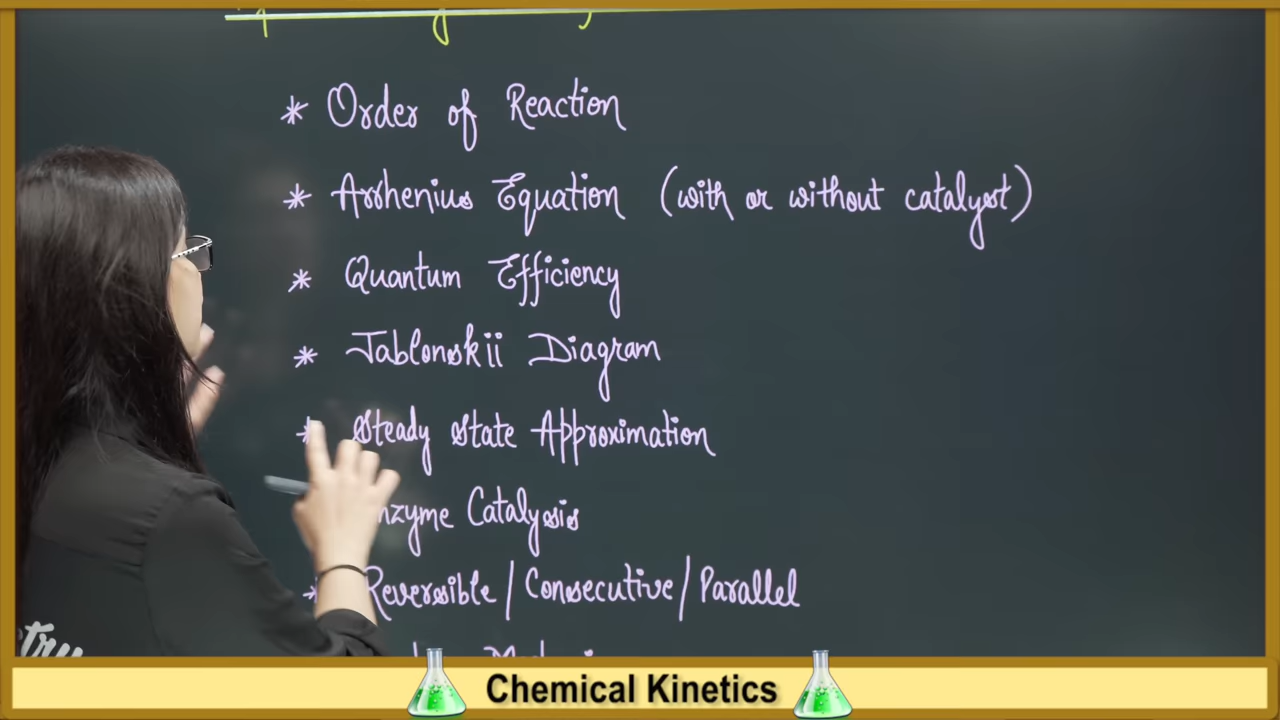 * Order of Reaction
* Arrhenius Equation (with or without catalyst)
* Quantum Efficiency
* Jablonskii Diagram
* Steady State Approximation
Enzyme Catalysis
* Reversible / Consecutive / Parallel
Chemical Kinetics